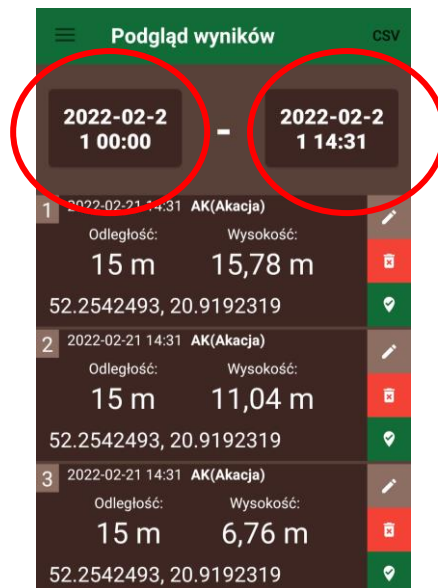 Podgląd wyników CSV
2022-02-2
1 00:00
-
2022-02-2
1 14:31
1 2022-02-21 14:31 AK(Akacja)
Odległość: Wysokość:
15 m 15,78 m
52.2542493, 20.9192319
2 2022-02-21 14:31 AK(Akacja)
Odległość: Wysokość:
15 m 11,04 m
52.2542493, 20.9192319
3 2022-02-21 14:31 AK(Akacja)
Odległość: Wysokość:
15 m 6,76 m
52.2542493, 20.9192319